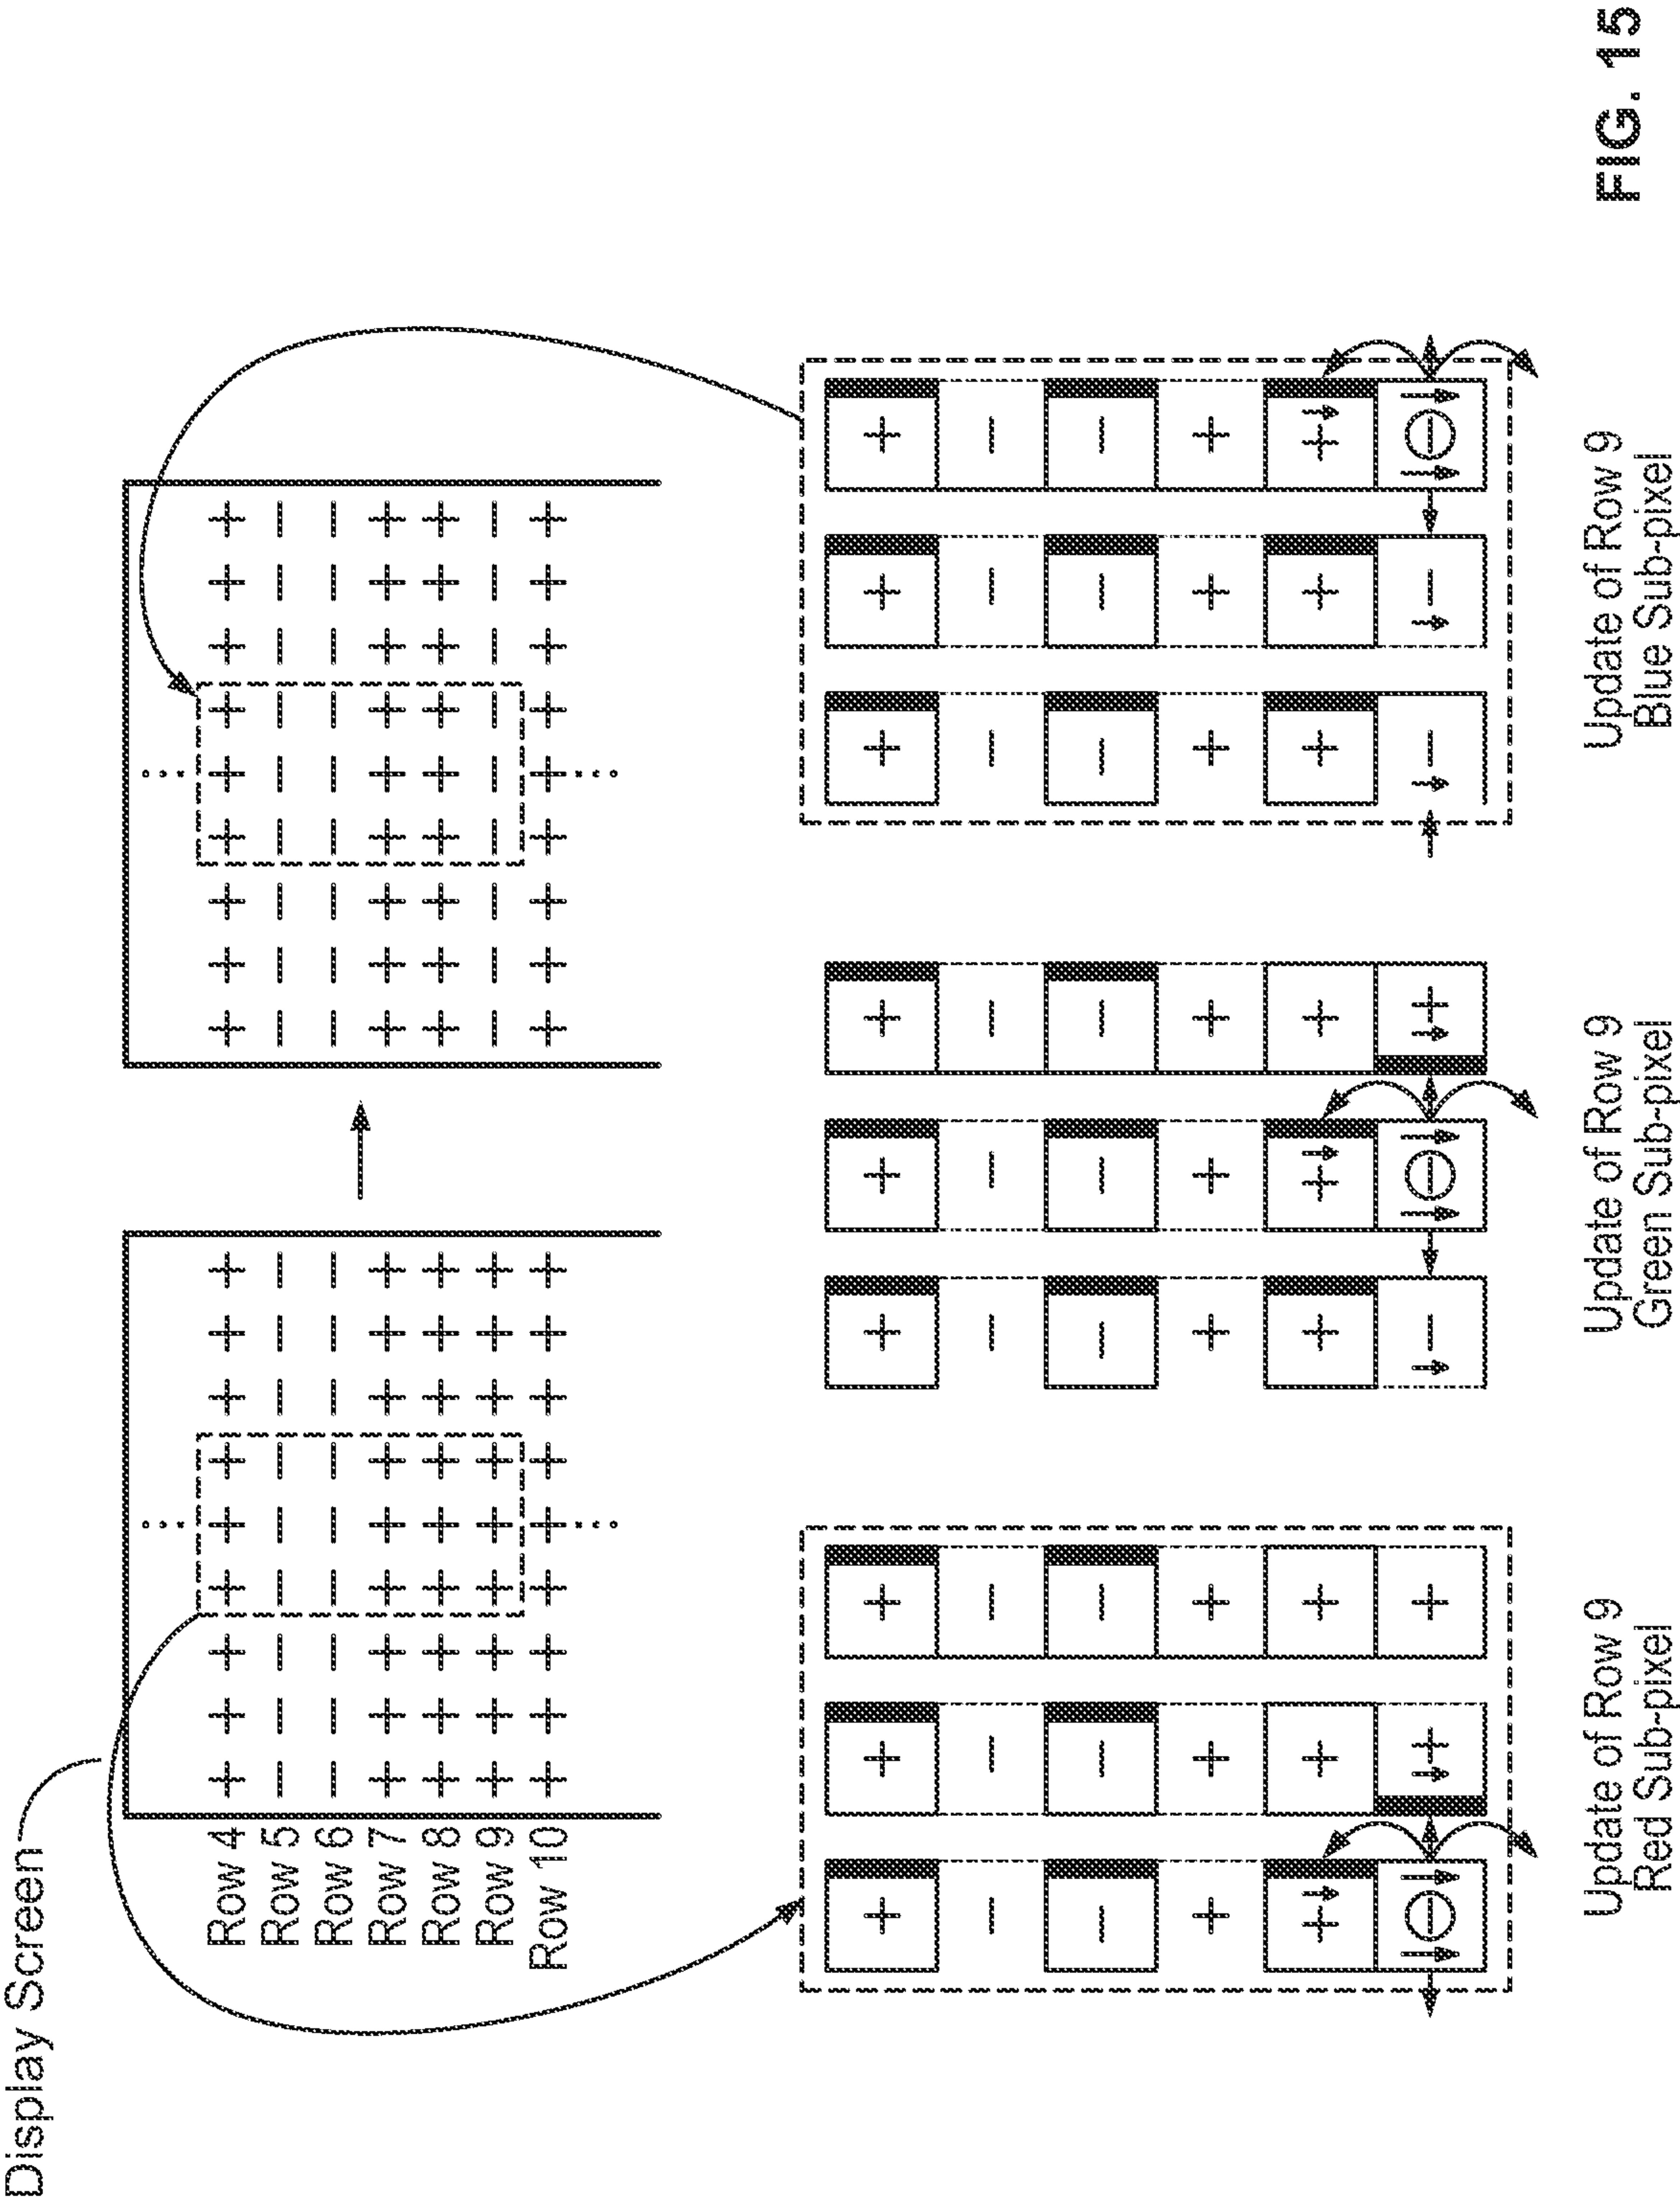 Display Screen
Row 4
Row 5
Row 6
Row 7
Row 8
Row 9
Row 10
Update of Row 9
Red Sub-pixel
Update of Row 9
Green Sub-pixel
Update of Row 9
Blue Sub-pixel
FIG. 15